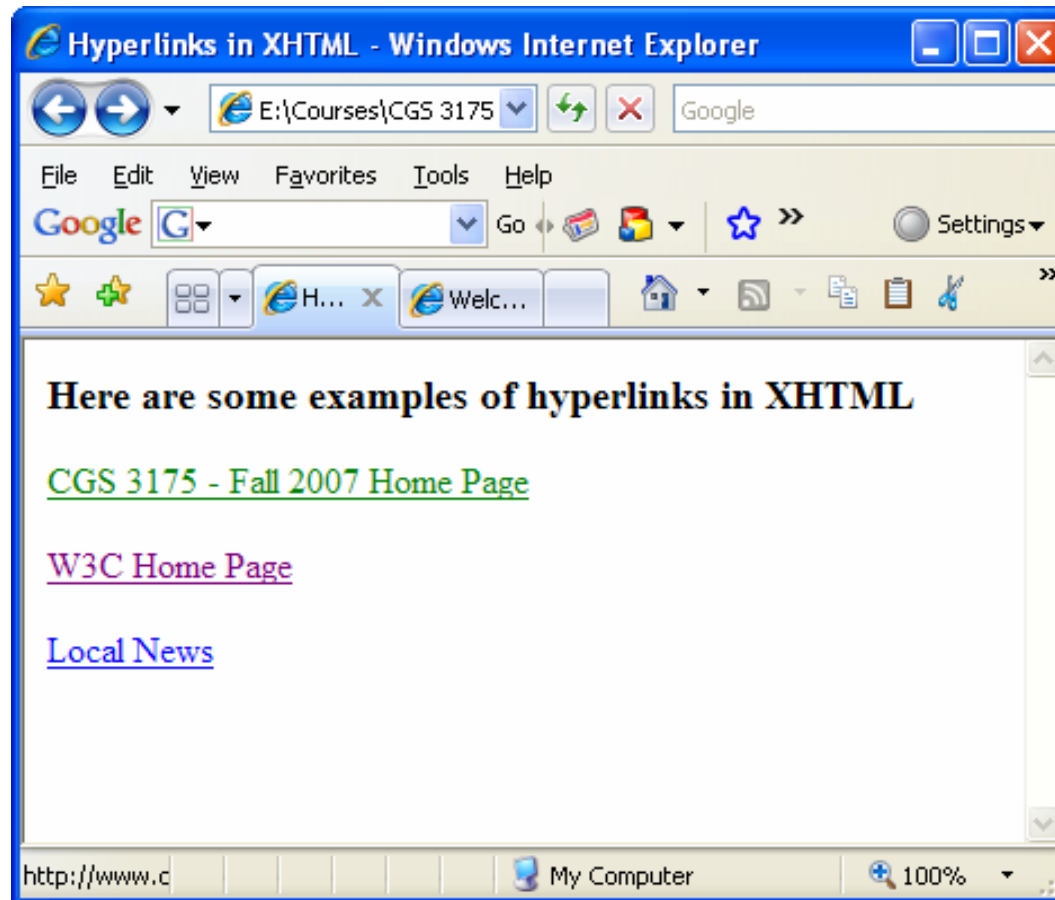 Hyperlinks in XHTML - Windows Internet Explorer
E:\Courses\CGS 3175
Google
File Edit View Favorites Tools Help
Google G Go Settings
H... Welc...
Here are some examples of hyperlinks in XHTML
CGS 3175 - Fall 2007 Home Page
W3C Home Page
Local News
http://www.c My Computer 100%